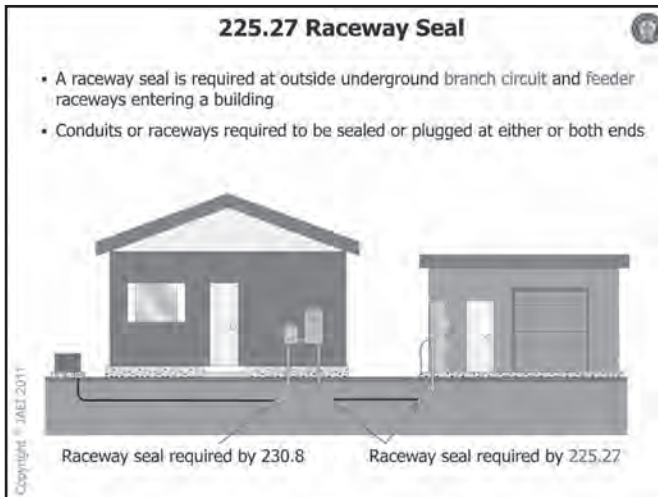 225.27 Raceway Seal
• A raceway seal is required at outside underground branch circuit and feeder
raceways entering a building
• Conduits or raceways required to be sealed or plugged at either or both ends
Raceway seal required by 230.8
Raceway seal required by 225.27
Copyright © IAEI 2011